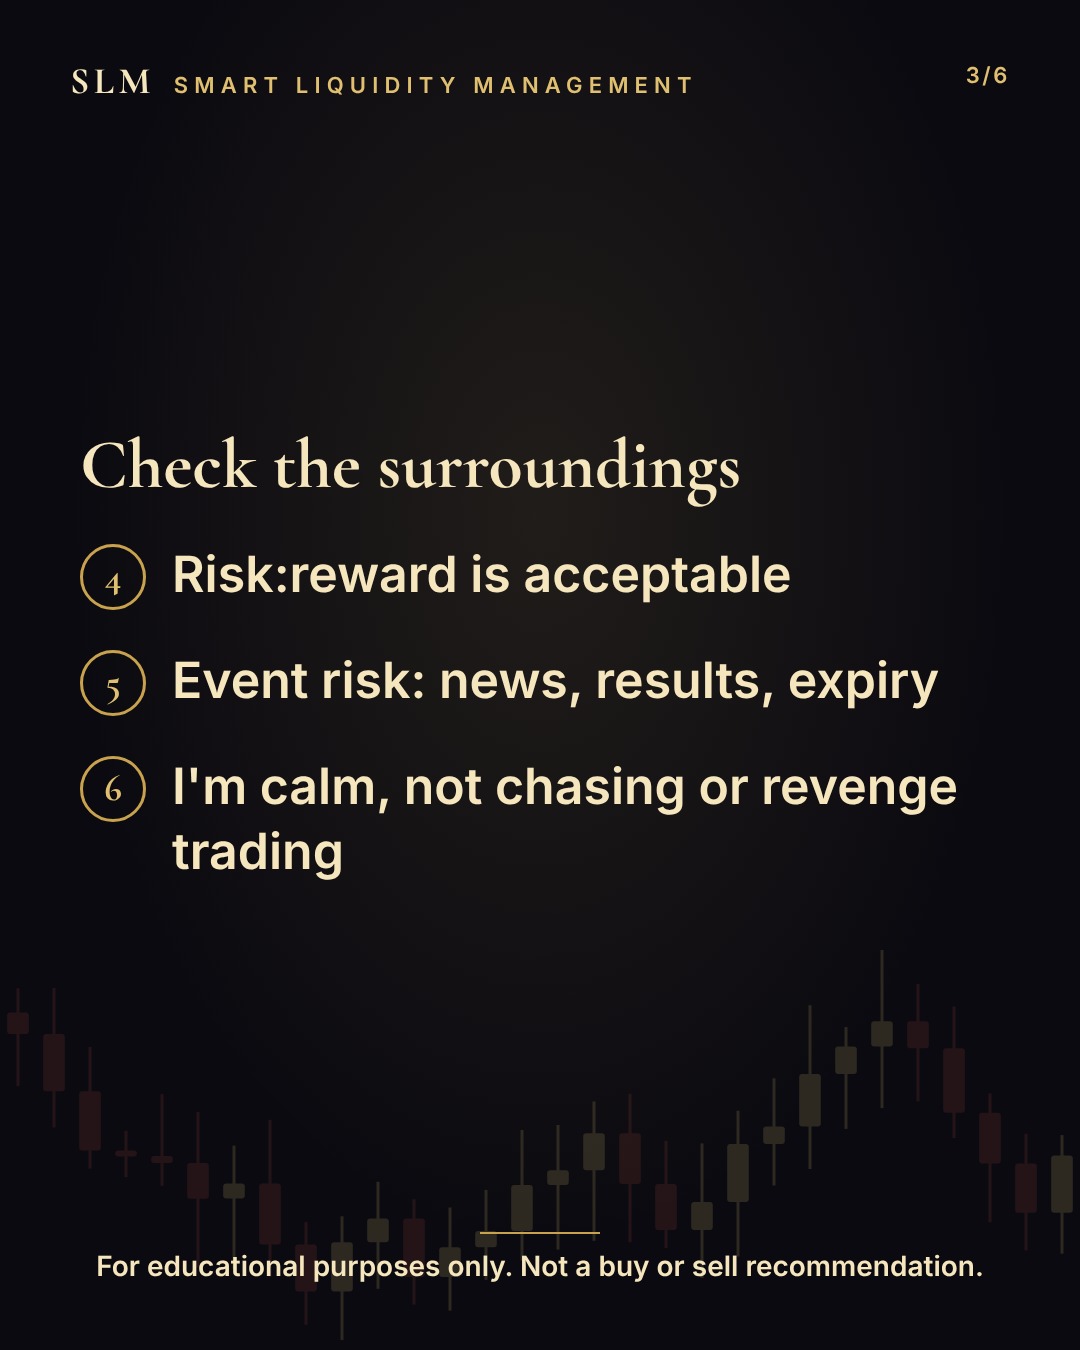 SLM SMART LIQUIDITY MANAGEMENT
3/6
Check the surroundings
4 Risk:reward is acceptable
5 Event risk: news, results, expiry
6 I'm calm, not chasing or revenge
trading
For educational purposes only. Not a buy or sell recommendation.